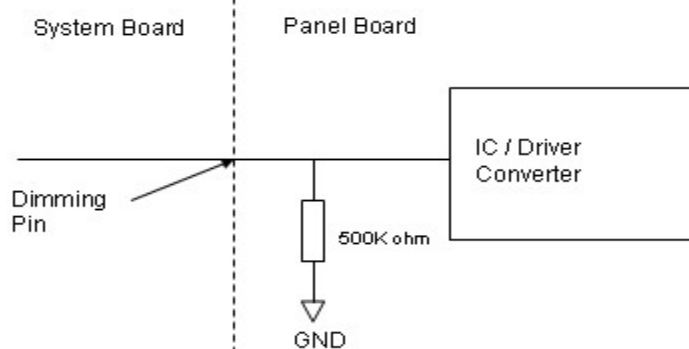 System Board
Panel Board
IC / Driver
Converter
Dimming
Pin
500K ohm
GND